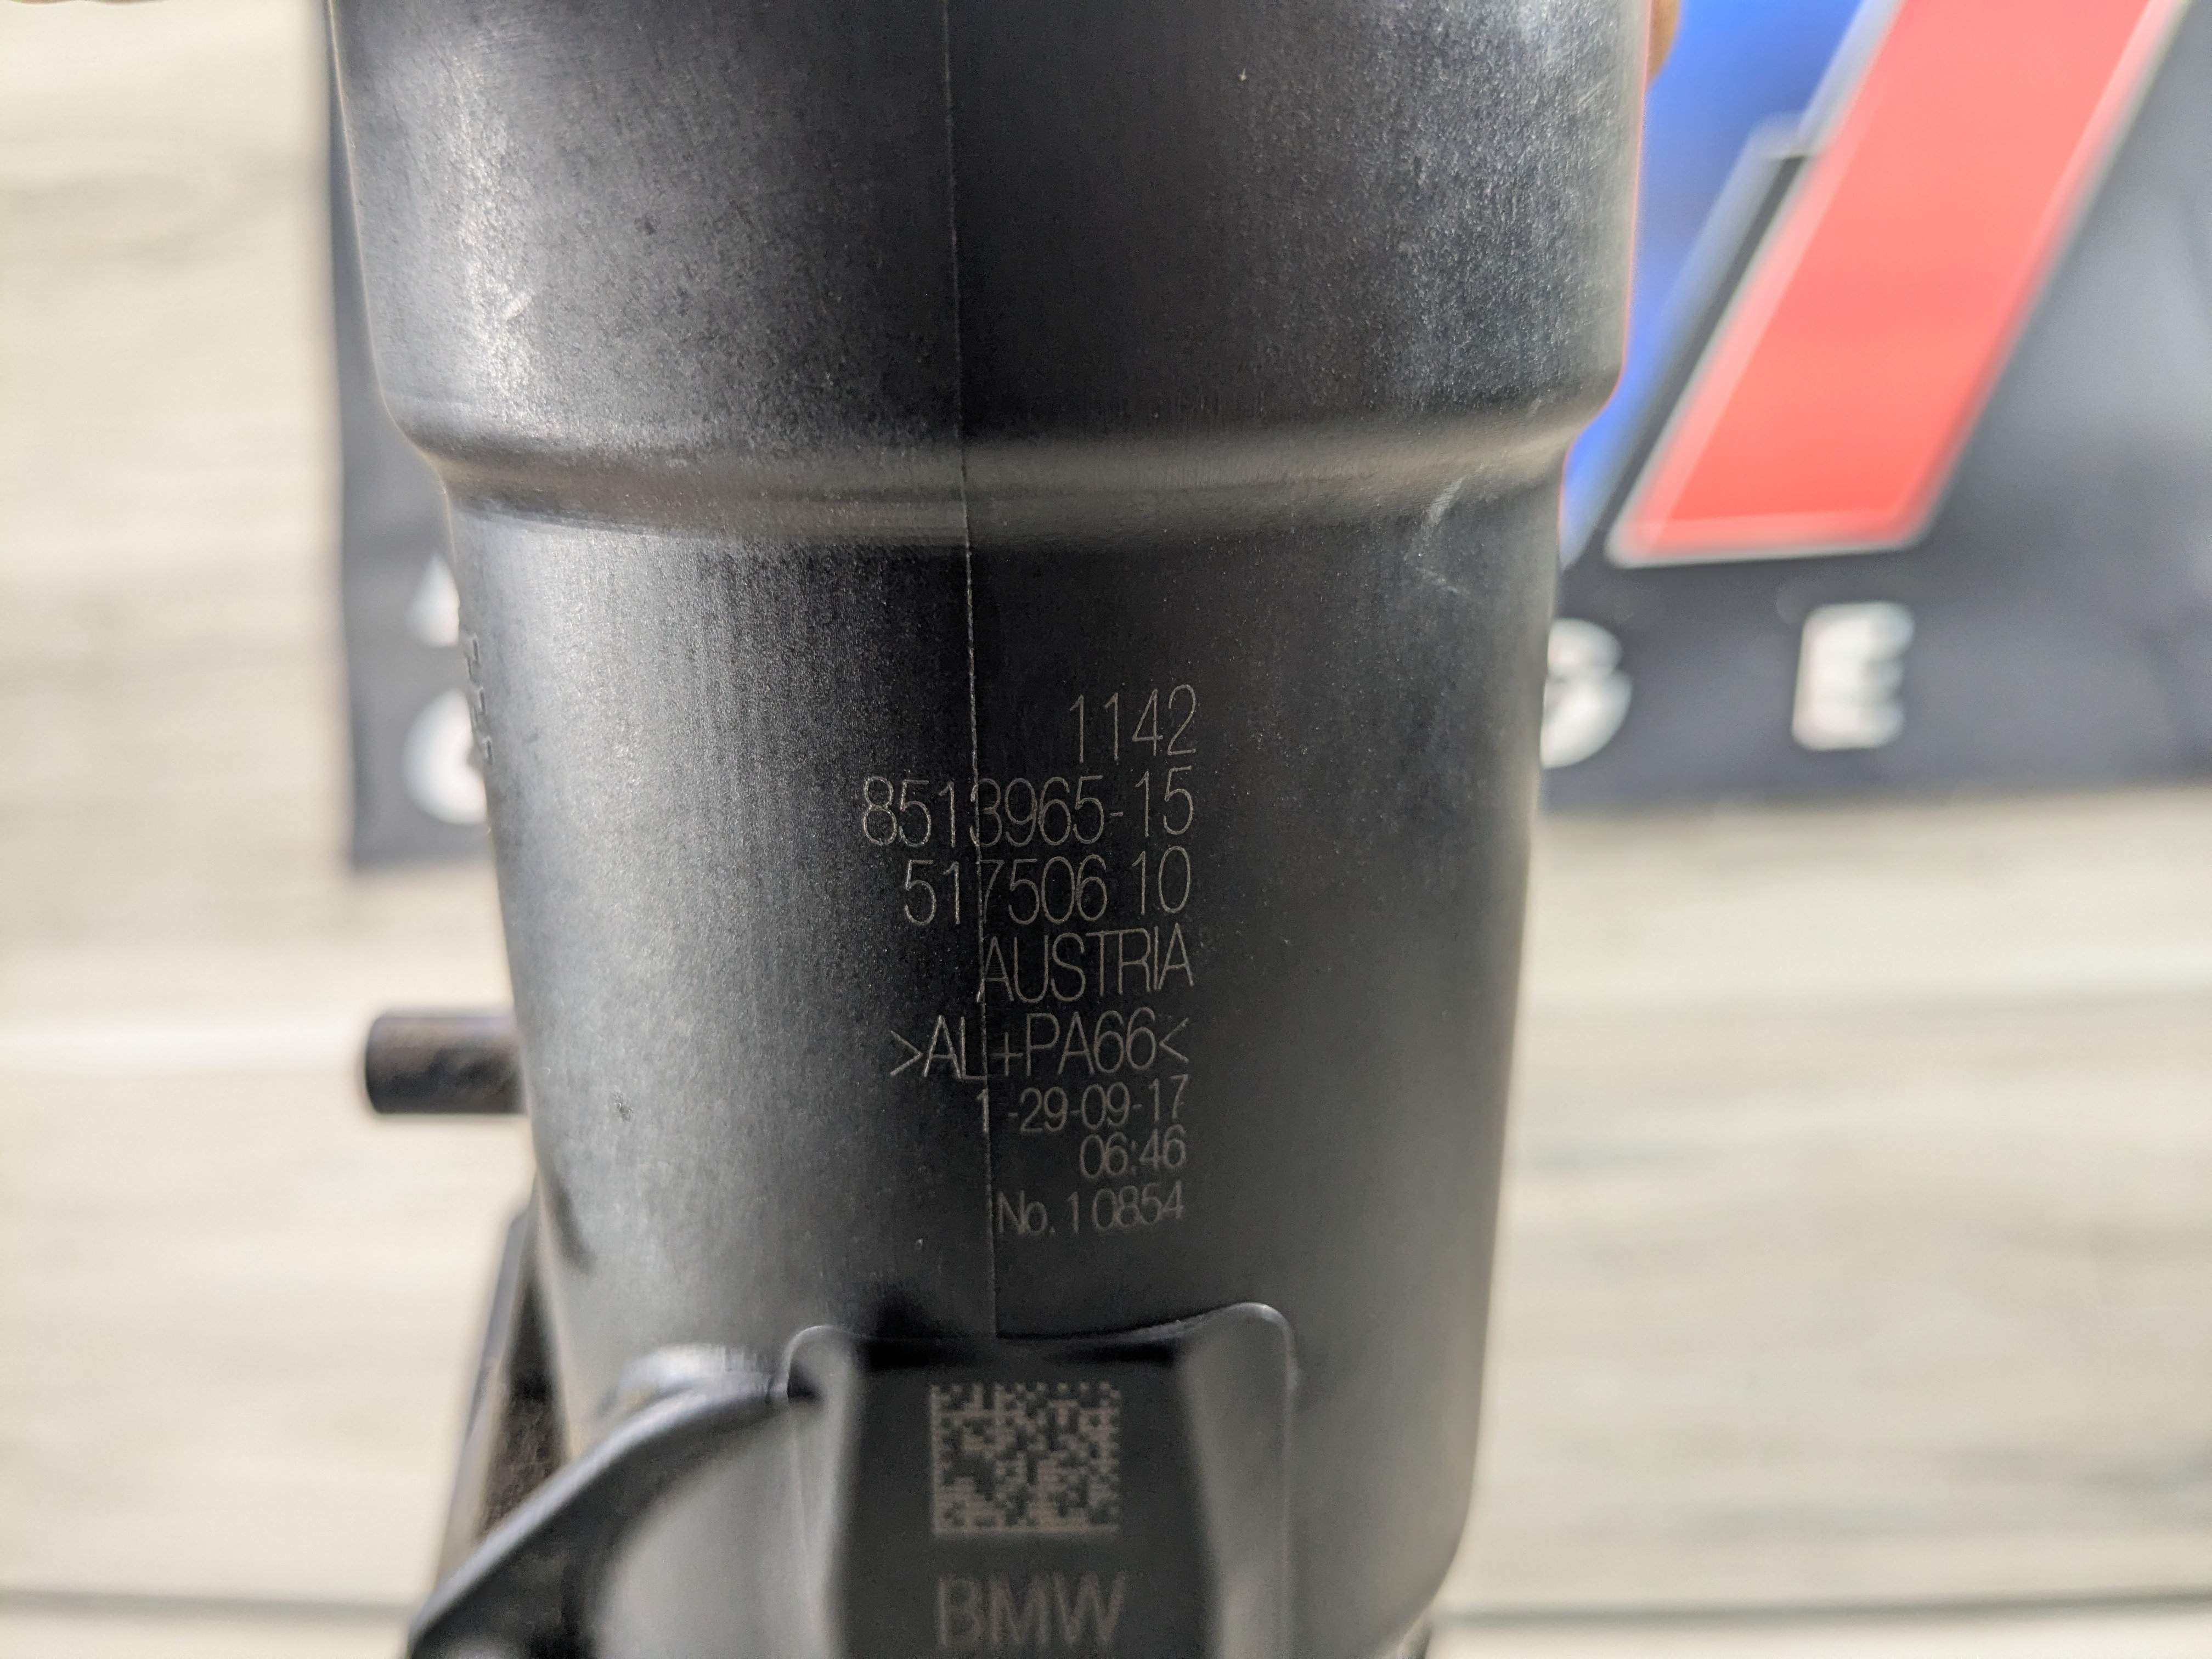 1142
8513965-15
517506 10
AUSTRIA
>AL+PA66<
1-29-09-17
06:46
No.10854
BMW
S E